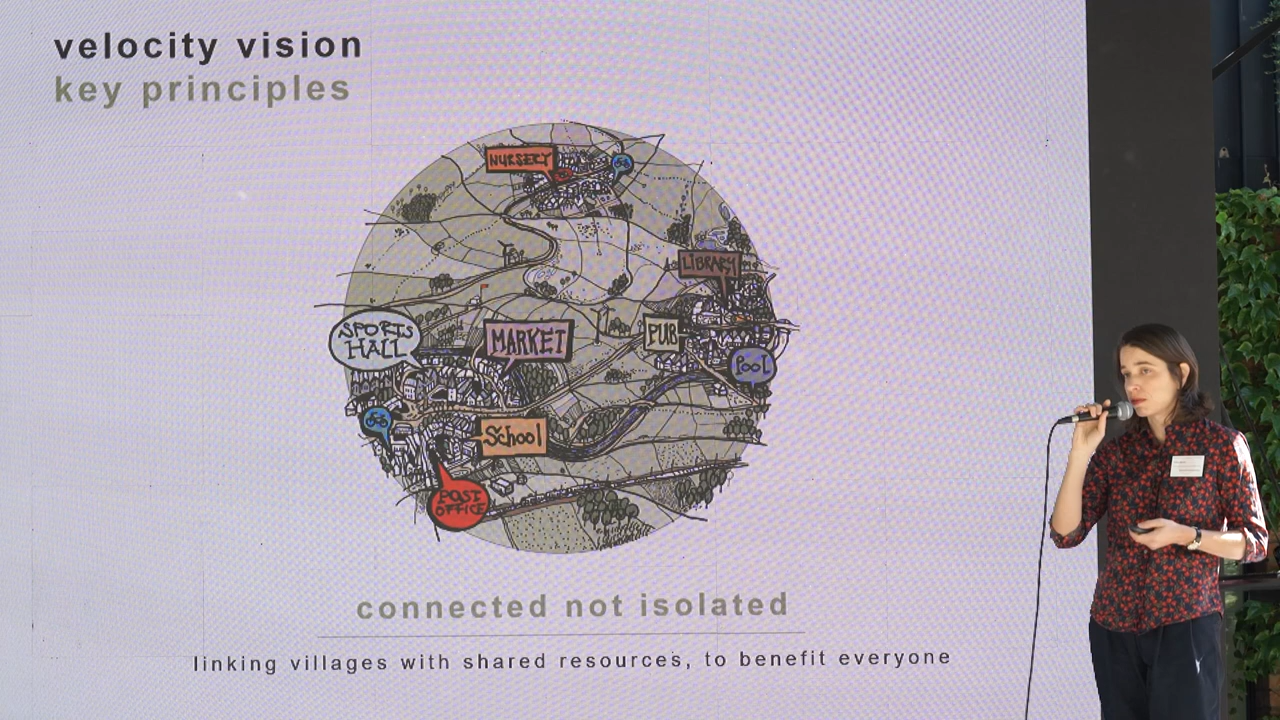 velocity vision
key principles
NURSERY
LIBRARY
SPORTS
HALL
MARKET
PUB
POOL
School
POST
OFFICE
connected not isolated
linking villages with shared resources, to benefit everyone